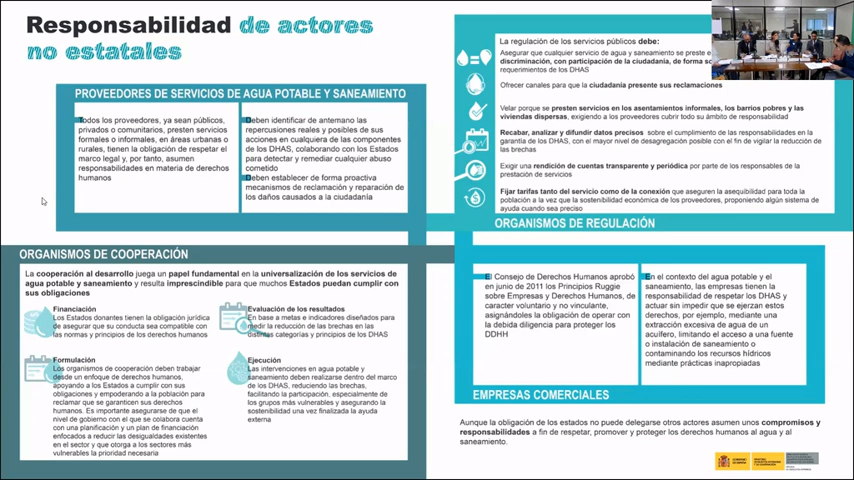 Responsabilidad de actores
no estatales
PROVEEDORES DE SERVICIOS DE AGUA POTABLE Y SANEAMIENTO
Todos los proveedores, ya sean públicos,
privados o comunitarios, presten servicios
formales o informales, en áreas urbanas o
rurales, tienen la obligación de respetar el
marco legal y, por tanto, asumen
responsabilidades en materia de derechos
humanos
Deben identificar de antemano las
repercusiones reales y posibles de sus
acciones en cualquiera de las componentes
de los DHAS, colaborando con los Estados
para detectar y remediar cualquier abuso
cometido
Deben establecer de forma proactiva
mecanismos de reclamación y reparación de
los daños causados a la ciudadanía
La regulación de los servicios públicos debe:
Asegurar que cualquier servicio de agua y saneamiento se preste
discriminación, con participación de la ciudadanía, de forma
requerimientos de los DHAS
Ofrecer canales para que la ciudadanía presente sus reclamaciones
Velar porque se presten servicios en los asentamientos informales, los barrios pobres y las
viviendas dispersas, exigiendo a los proveedores cubrir todo su ámbito de responsabilidad
Recabar, analizar y difundir datos precisos sobre el cumplimiento de las responsabilidades en la
garantía de los DHAS, con el mayor nivel de desagregación posible con el fin de vigilar la reducción de
las brechas
Exigir una rendición de cuentas transparente y periódica por parte de los responsables de la
prestación de servicios
Fijar tarifas tanto del servicio como de la conexión que aseguren la asequibilidad para toda la
población a la vez que la sostenibilidad económica de los proveedores, proponiendo algún sistema de
ayuda cuando sea preciso
ORGANISMOS DE REGULACIÓN
ORGANISMOS DE COOPERACIÓN
La cooperación al desarrollo juega un papel fundamental en la universalización de los servicios de
agua potable y saneamiento y resulta imprescindible para que muchos Estados puedan cumplir con
sus obligaciones
Financiación
Los Estados donantes tienen la obligación jurídica
de asegurar que su conducta sea compatible con
las normas y principios de los derechos humanos
Formulación
Los organismos de cooperación deben trabajar
desde un enfoque de derechos humanos,
apoyando a los Estados a cumplir con sus
obligaciones y empoderando a la población para
reclamar que se garanticen sus derechos
humanos. Es importante asegurarse de que el
nivel de gobierno con el que se colabora cuenta
con una planificación y un plan de financiación
enfocados a reducir las desigualdades existentes
en el sector y que otorga a los sectores más
vulnerables la prioridad necesaria
Evaluación de los resultados
En base a metas e indicadores diseñados para
medir la reducción de las brechas en las
distintas categorías y principios de los DHAS
Ejecución
Las intervenciones en agua potable y
saneamiento deben realizarse dentro del marco
de los DHAS, reduciendo las brechas,
facilitando la participación, especialmente de
los grupos más vulnerables y asegurando la
sostenibilidad una vez finalizada la ayuda
externa
El Consejo de Derechos Humanos aprobó
en junio de 2011 los Principios Ruggie
sobre Empresas y Derechos Humanos, de
caracter voluntario y no vinculante,
asignándoles la obligación de operar con
la debida diligencia para proteger los
DDHH
En el contexto del agua potable y el
saneamiento, las empresas tienen la
responsabilidad de respetar los DHAS y
actuar sin impedir que se ejerzan estos
derechos, por ejemplo, mediante una
extracción excesiva de agua de un
acuífero, limitando el acceso a una fuente
o instalación de saneamiento o
contaminando los recursos hídricos
mediante prácticas inapropiadas
EMPRESAS COMERCIALES
Aunque la obligación de los estados no puede delegarse otros actores asumen unos compromisos y
responsabilidades a fin de respetar, promover y proteger los derechos humanos al agua y al
saneamiento.